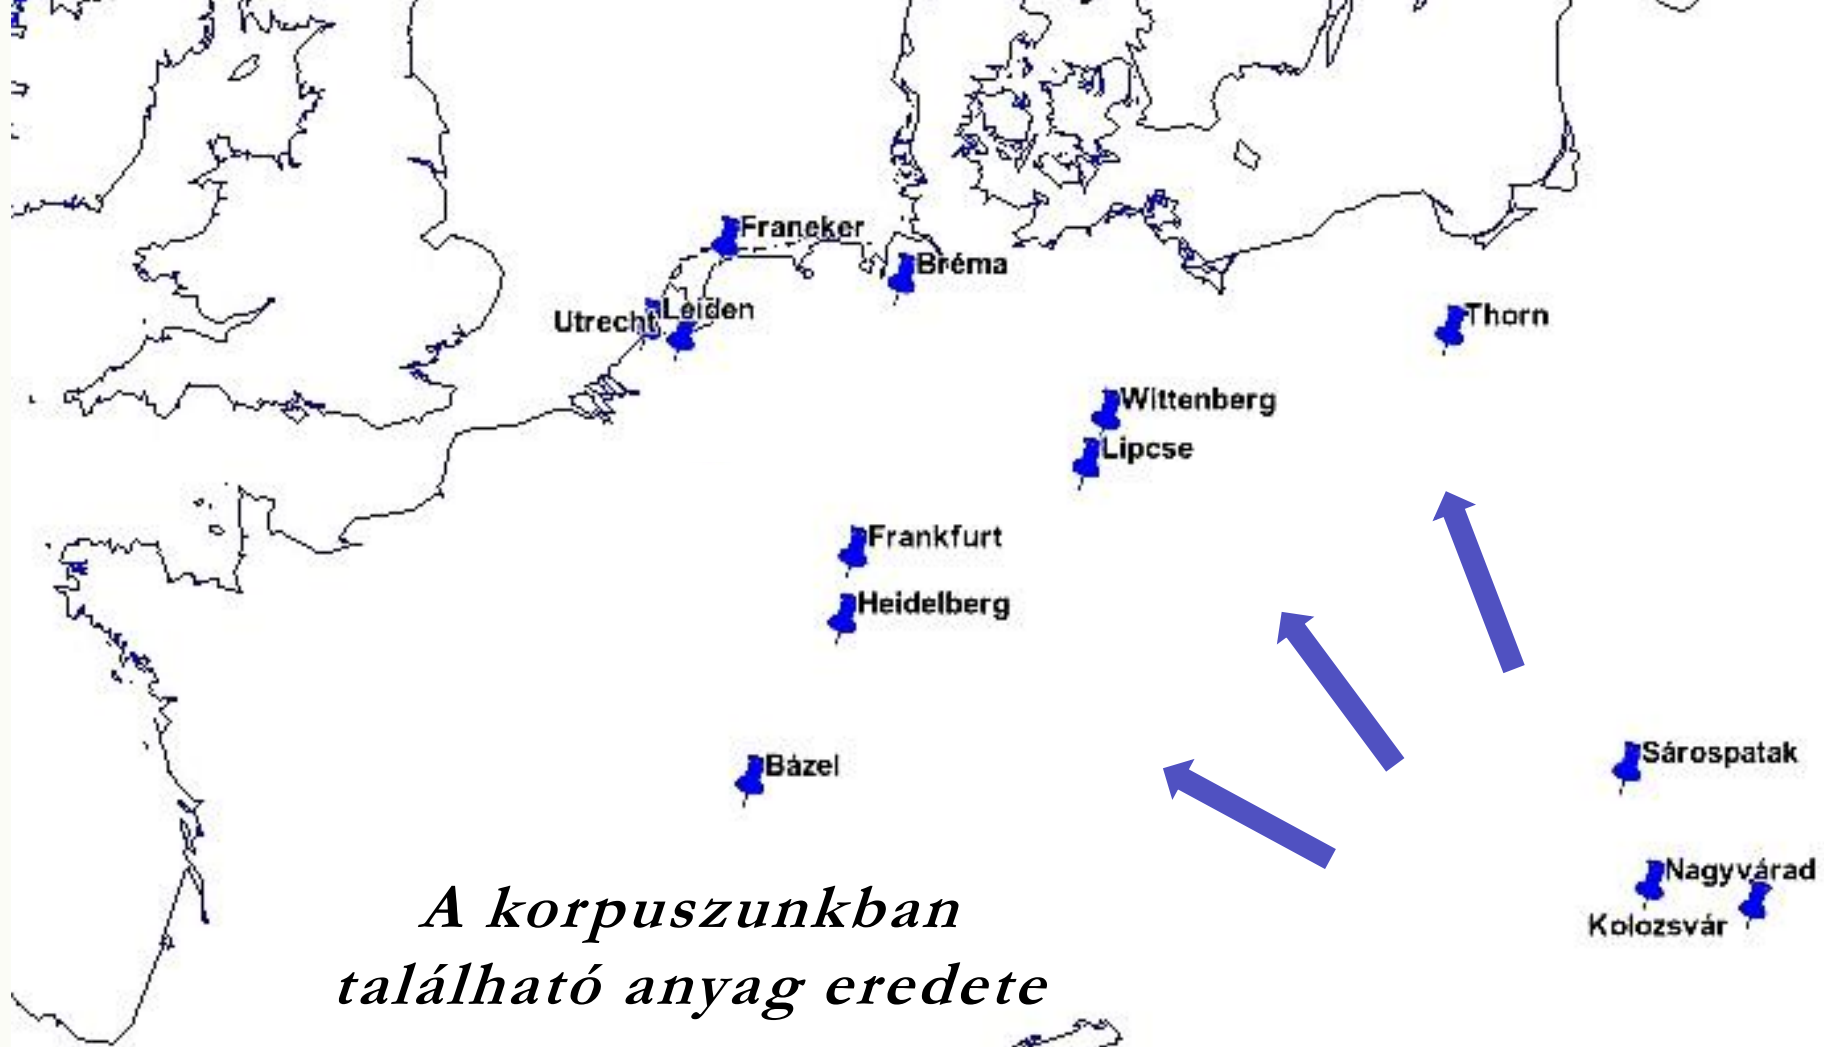 Franeker
Bréma
Leiden
Utrecht
Thorn
Wittenberg
Lipcse
Frankfurt
Heidelberg
Sárospatak
Bázel
Nagyvárad
Kolozsvár
A korpuszunkban
található anyag eredete